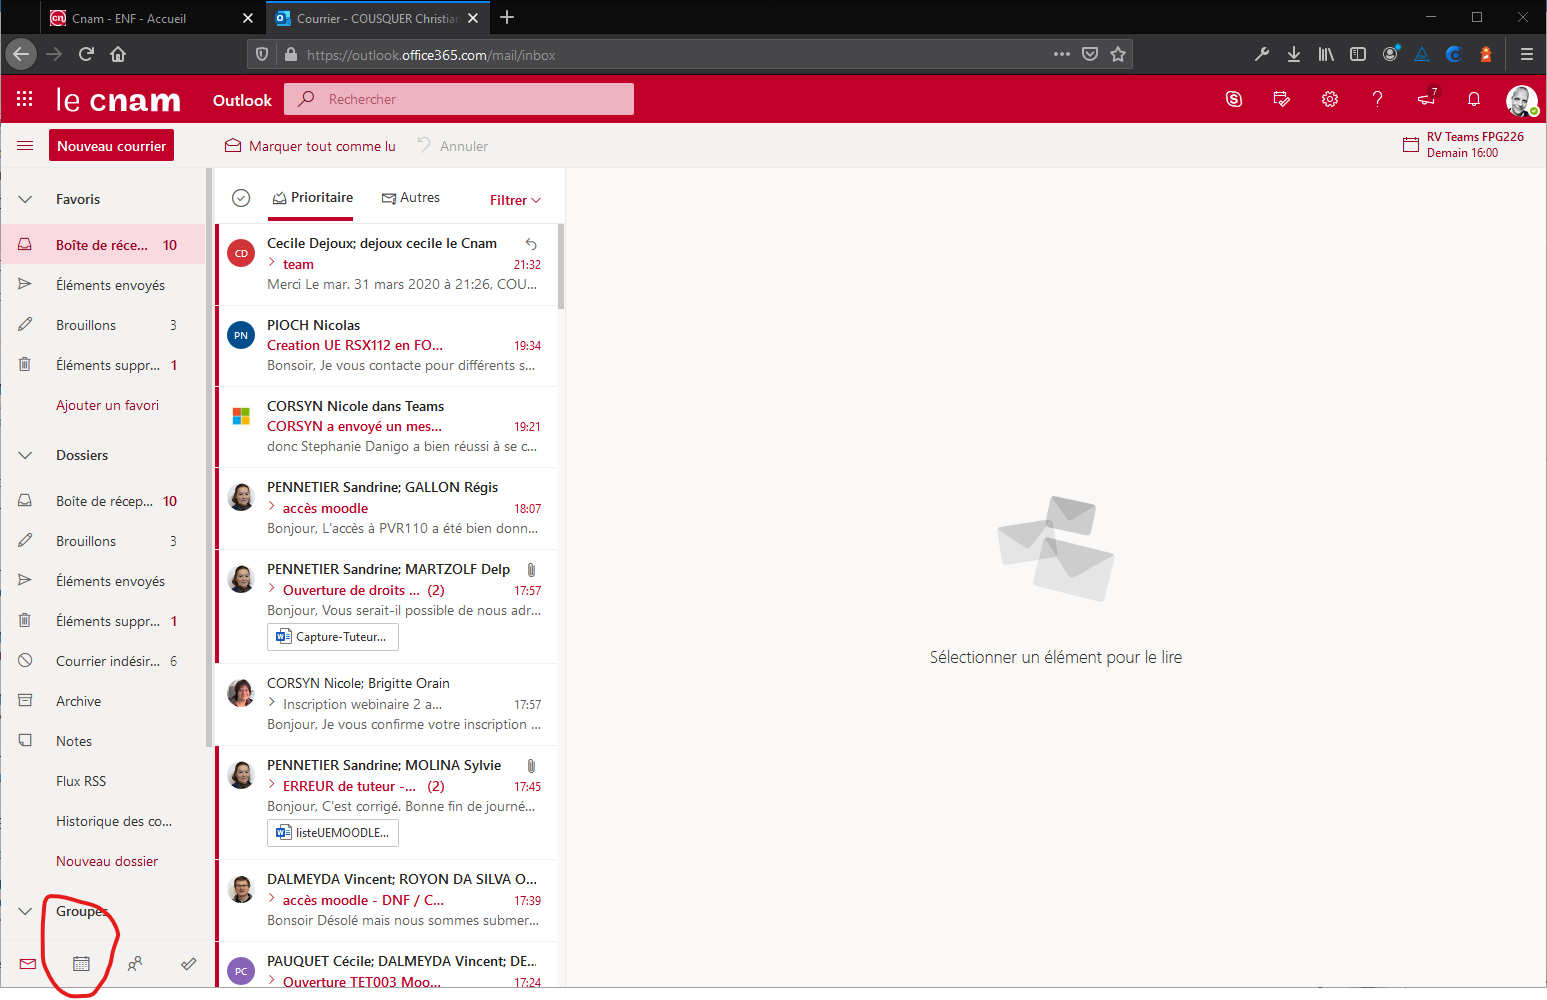 Cnam - ENF - Accueil
Courrier - COUSQUER Christian
https://outlook.office365.com/mail/inbox
le cnam
Outlook
Rechercher
7
Nouveau courrier
Marquer tout comme lu
Annuler
RV Teams FPG226
Demain 16:00
Favoris
Boîte de réce... 10
Éléments envoyés
Brouillons 3
Éléments suppr... 1
Ajouter un favori
Dossiers
Boîte de récep... 10
Brouillons 3
Éléments envoyés
Éléments suppr... 1
Courrier indésir... 6
Archive
Notes
Flux RSS
Historique des co...
Nouveau dossier
Groupes
Prioritaire
Autres
Filtrer
CD
Cecile Dejoux; dejoux cecile le Cnam
team 21:32
Merci Le mar. 31 mars 2020 à 21:26, COU...
PN
PIOCH Nicolas
Creation UE RSX112 en FO... 19:34
Bonsoir, Je vous contacte pour différents s...
CORSYN Nicole dans Teams
CORSYN a envoyé un mes... 19:21
donc Stephanie Danigo a bien réussi à se c...
PENNETIER Sandrine; GALLON Régis
accès moodle 18:07
Bonjour, L'accès à PVR110 a été bien donn...
PENNETIER Sandrine; MARTZOLF Delp
Ouverture de droits ... (2) 17:57
Bonjour, Vous serait-il possible de nous adr...
Capture-Tuteur...
CORSYN Nicole; Brigitte Orain
Inscription webinaire 2 a... 17:57
Bonjour, Je vous confirme votre inscription ...
PENNETIER Sandrine; MOLINA Sylvie
ERREUR de tuteur -... (2) 17:45
Bonjour, C'est corrigé. Bonne fin de journé...
listeUEMOODLE...
DALMEYDA Vincent; ROYON DA SILVA O...
accès moodle - DNF / C... 17:39
Bonsoir Désolé mais nous sommes submer...
PC
PAUQUET Cécile; DALMEYDA Vincent; DE...
Ouverture TET003 Moo... 17:24
Sélectionner un élément pour le lire